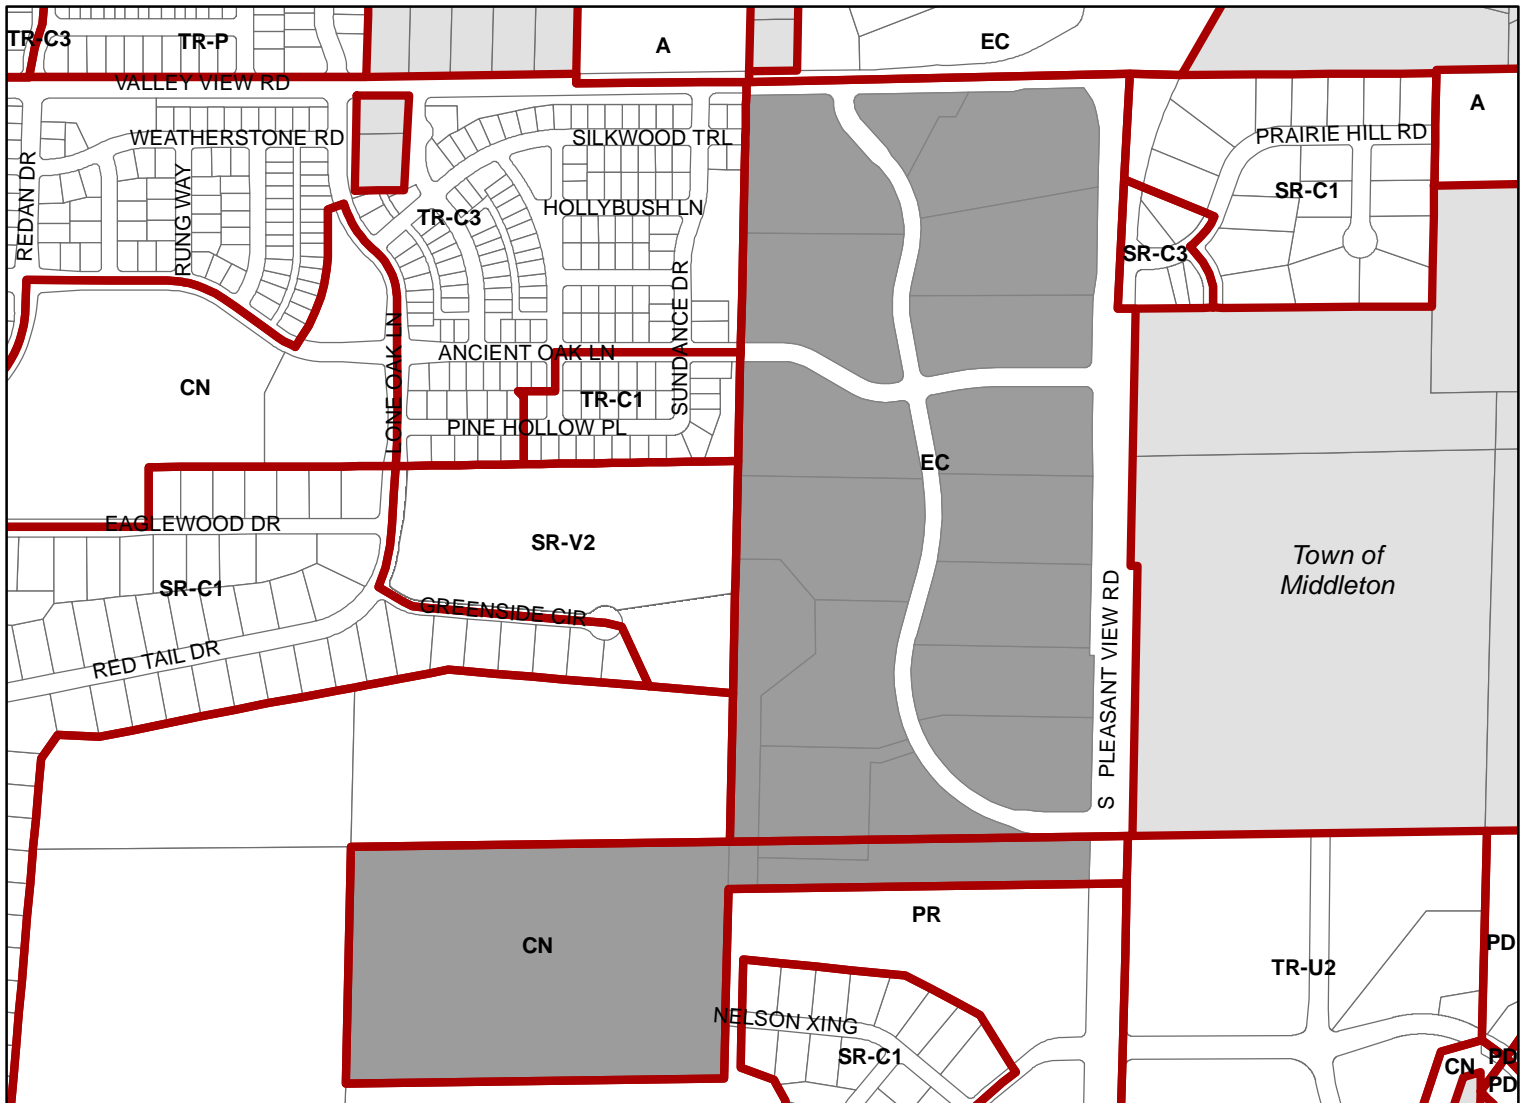 TR-C3
TR-P
A
EC
VALLEY VIEW RD
A
WEATHERSTONE RD
SILKWOOD TRL
PRAIRIE HILL RD
REDAN DR
RUNG WAY
TR-C3
HOLLYBUSH LN
SR-C1
SR-C3
SUNDANCE DR
LONE OAK LN
ANCIENT OAK LN
CN
TR-C1
PINE HOLLOW PL
EC
EAGLEWOOD DR
SR-V2
Town of
Middleton
SR-C1
GREENSIDE CIR
RED TAIL DR
S PLEASANT VIEW RD
PR
CN
PD
TR-U2
NELSON XING
SR-C1
PD
CN
PD